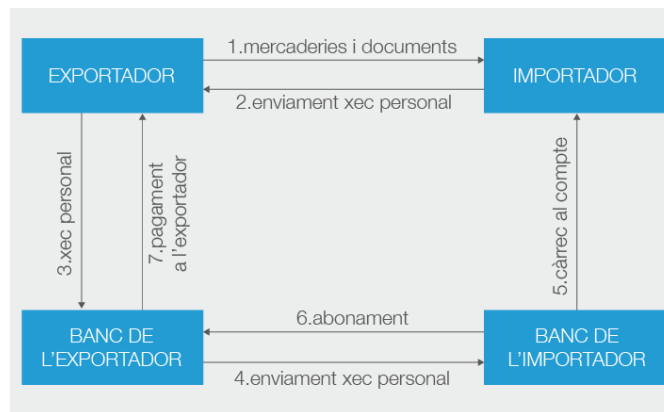 1.mercaderies i documents
EXPORTADOR
IMPORTADOR
2.enviament xec personal
3.xec personal
7.pagament
a l’exportador
5.càrrec al compte
6.abonament
BANC DE
L’EXPORTADOR
BANC DE
L’IMPORTADOR
4.enviament xec personal